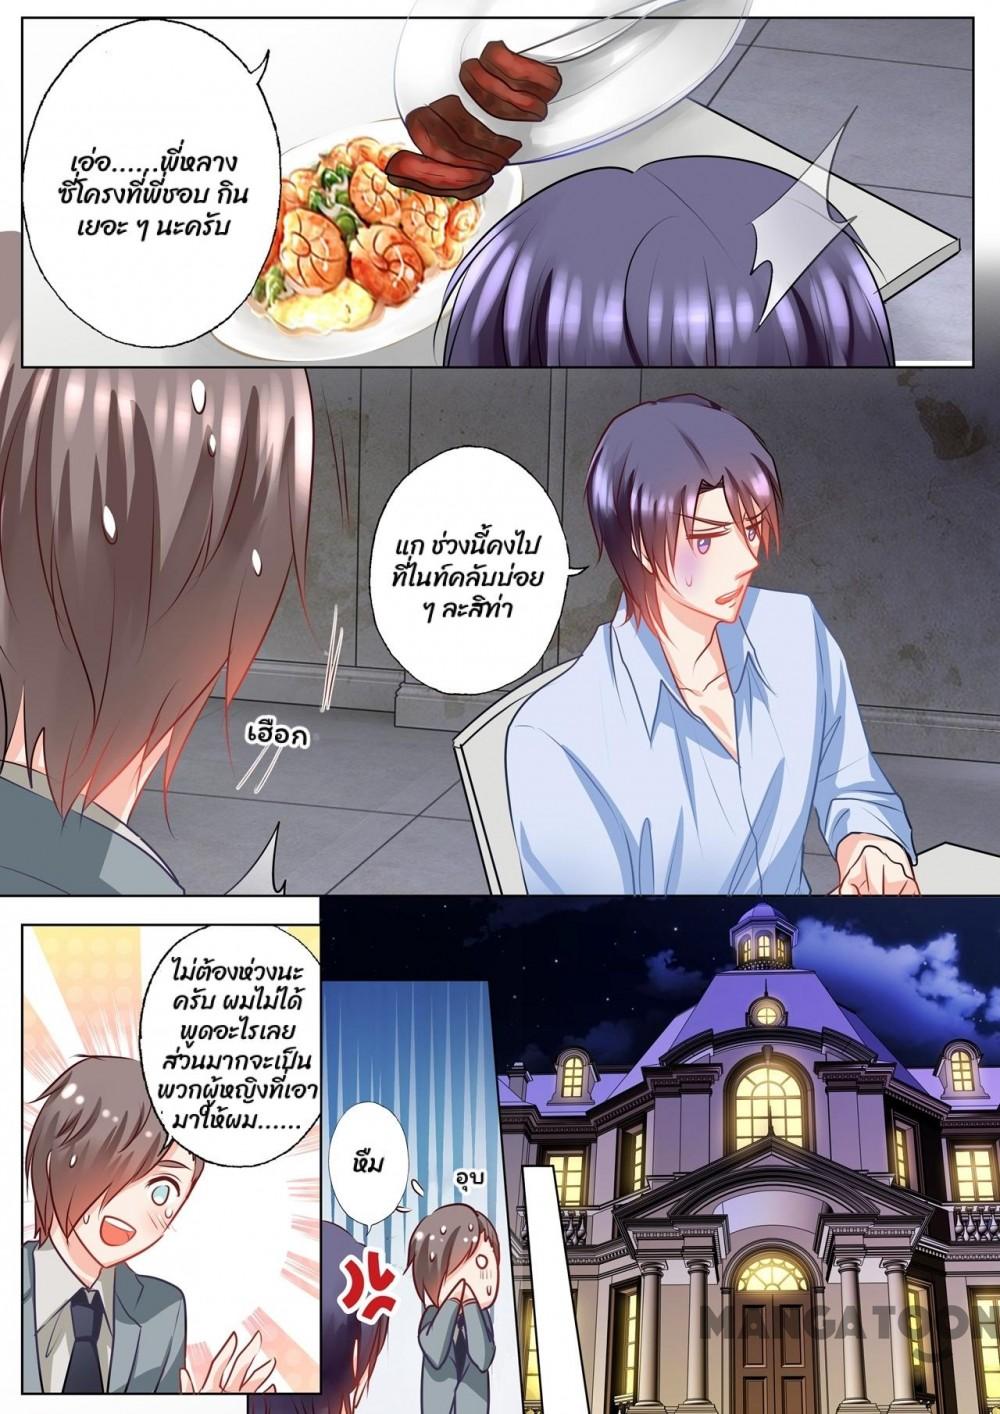 เอ่อ......พี่หลาง
ซี่โครงที่พี่ชอบ กิน
เยอะ ๆ นะครับ
แก ช่วงนี้คงไป
ที่ไนท์คลับบ่อย
ๆ ละสิท่า
เฮือก
ไม่ต้องห่วงนะ
ครับ ผมไม่ได้
พูดอะไรเลย
ส่วนมากจะเป็น
พวกผู้หญิงที่เอา
มาให้ผม......
หืม
อุบ
MANGATOON